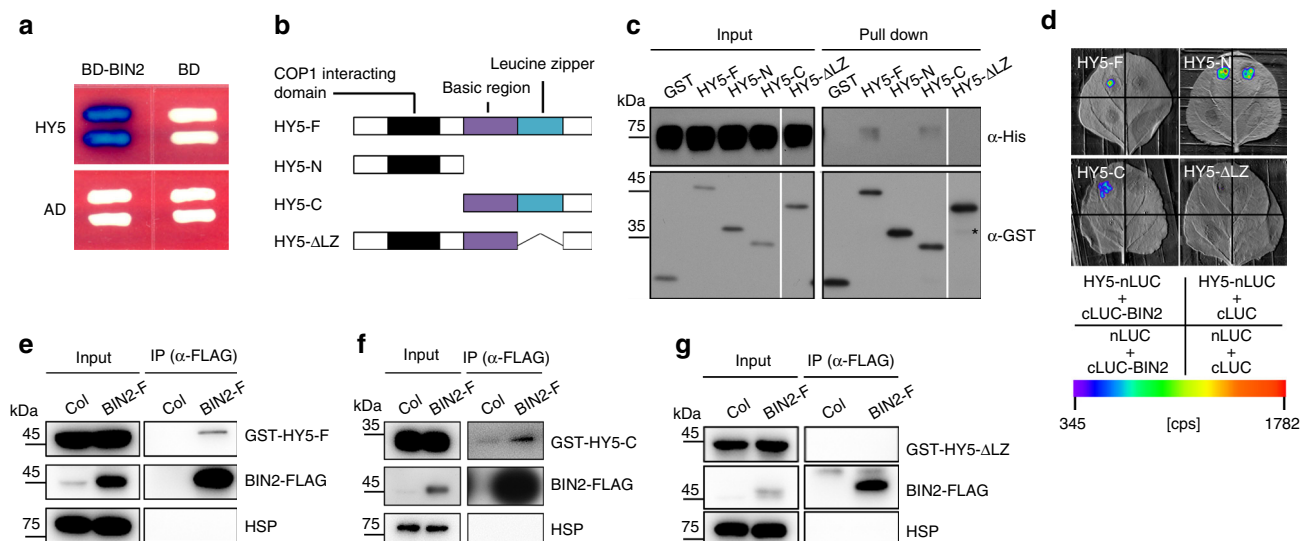 a
BD-BIN2 BD
HY5
AD
b
Leucine zipper
COP1 interacting
domain
Basic region
HY5-F
HY5-N
HY5-C
HY5-ΔLZ
c
Input Pull down
GST HY5-F HY5-N HY5-C HY5-ΔLZ GST HY5-F HY5-N HY5-C HY5-ΔLZ
kDa
75 α-His
45
35 * α-GST
d
HY5-F HY5-N
HY5-C HY5-ΔLZ
HY5-nLUC HY5-nLUC
+ +
cLUC-BIN2 cLUC
nLUC nLUC
+ +
cLUC-BIN2 cLUC
345 [cps] 1782
e
Input IP (α-FLAG)
kDa Col BIN2-F Col BIN2-F
45 GST-HY5-F
45 BIN2-FLAG
75 HSP
f
Input IP (α-FLAG)
kDa Col BIN2-F Col BIN2-F
35 GST-HY5-C
45 BIN2-FLAG
75 HSP
g
Input IP (α-FLAG)
kDa Col BIN2-F Col BIN2-F
45 GST-HY5-ΔLZ
45 BIN2-FLAG
75 HSP